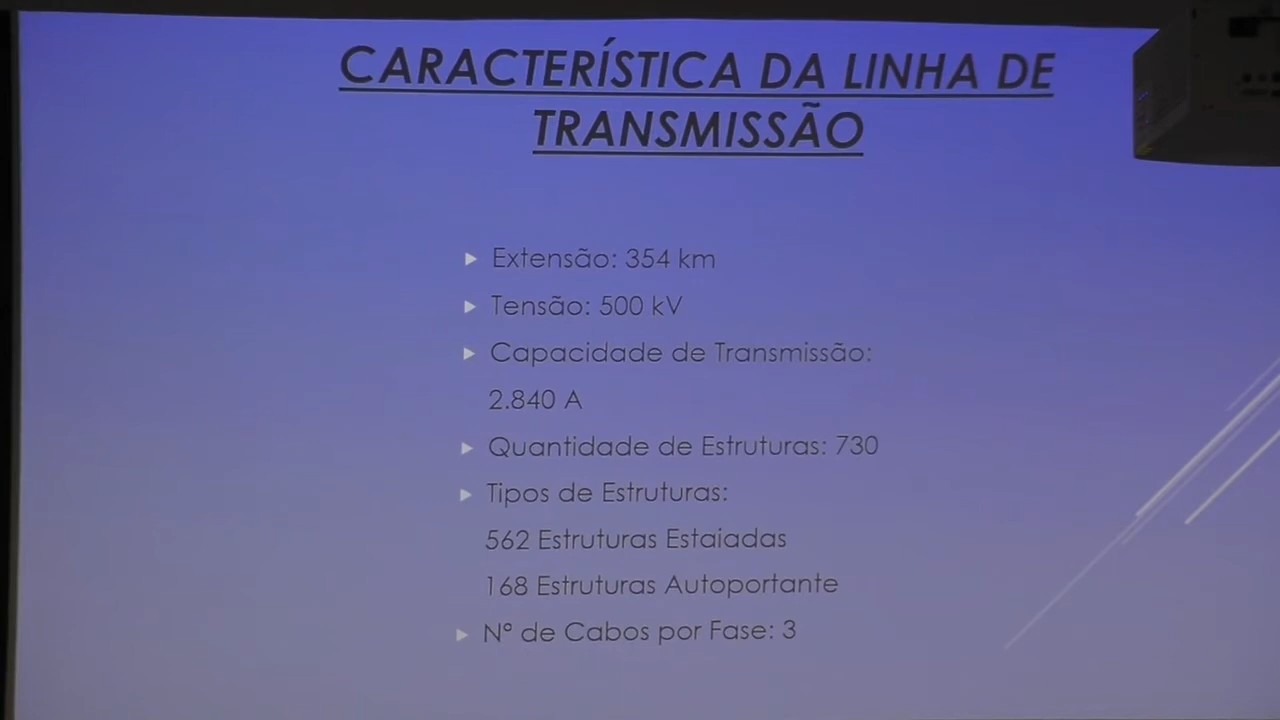 CARACTERÍSTICA DA LINHA DE
TRANSMISSÃO
Extensão: 354 km
Tensão: 500 kV
Capacidade de Transmissão:
2.840 A
Quantidade de Estruturas: 730
Tipos de Estruturas:
562 Estruturas Estaiadas
168 Estruturas Autoportante
Nº de Cabos por Fase: 3